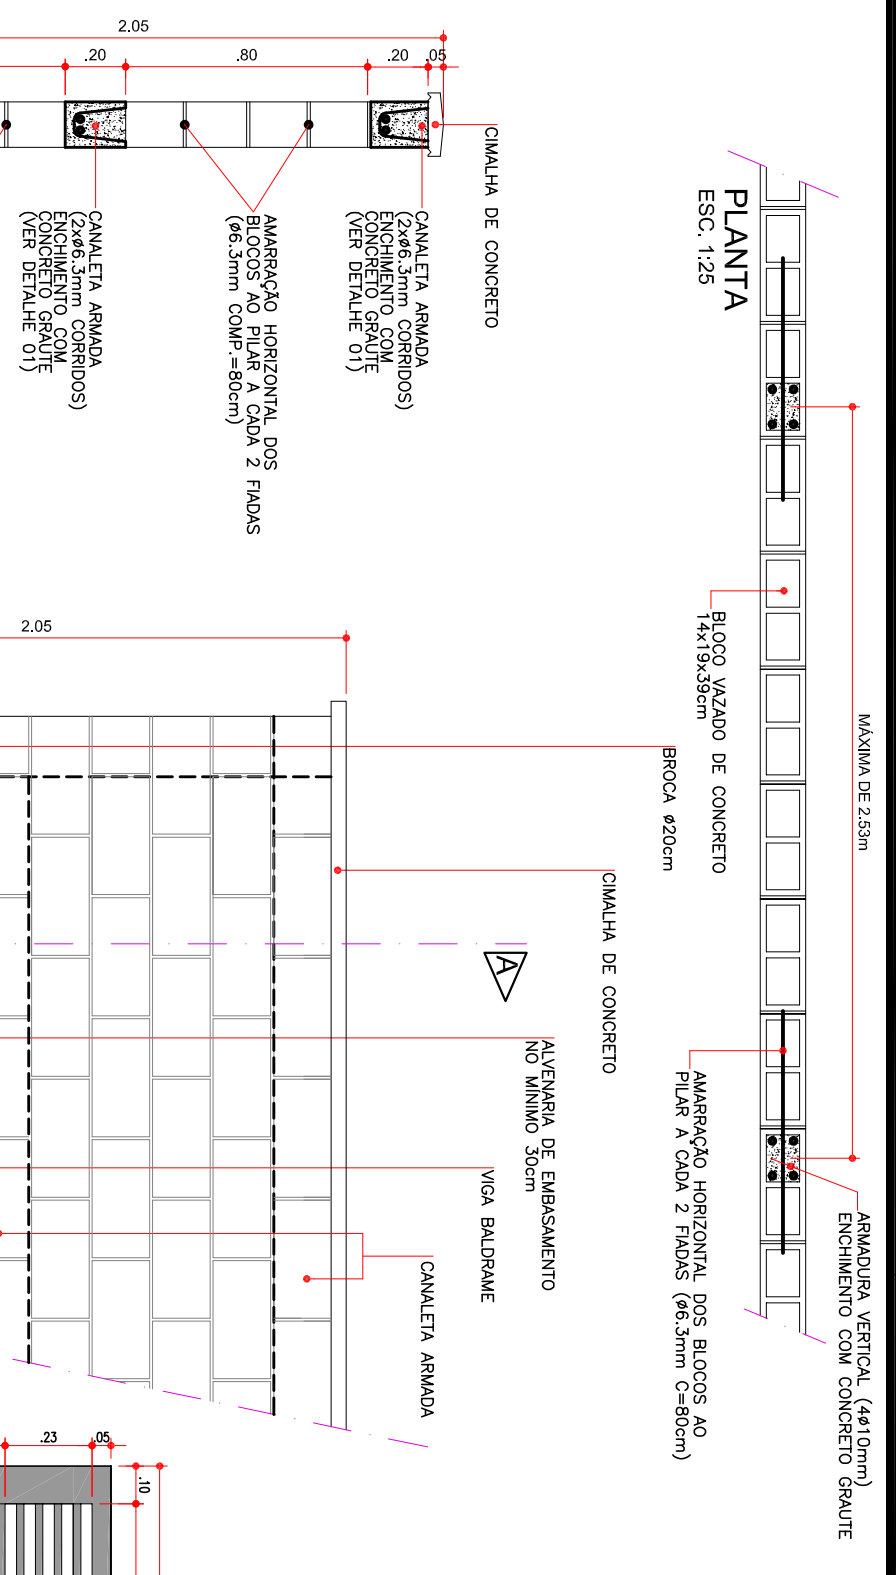 2.05
.20
.80
.20
.05
CIMALHA DE CONCRETO
CANALETA ARMADA
(2xø6.3mm CORRIDOS)
ENCHIMENTO COM
CONCRETO GRAUTE
(VER DETALHE 01)
AMARRAÇÃO HORIZONTAL DOS
BLOCOS AO PILAR A CADA 2 FIADAS
(ø6.3mm COMP.=80cm)
CANALETA ARMADA
(2xø6.3mm CORRIDOS)
ENCHIMENTO COM
CONCRETO GRAUTE
(VER DETALHE 01)
PLANTA
ESC. 1:25
BLOCO VAZADO DE CONCRETO
14x19x39cm
MÁXIMA DE 2.53m
AMARRAÇÃO HORIZONTAL DOS BLOCOS AO
PILAR A CADA 2 FIADAS (ø6.3mm C=80cm)
ARMADURA VERTICAL (4ø10mm)
ENCHIMENTO COM CONCRETO GRAUTE
2.05
BROCA ø20cm
CIMALHA DE CONCRETO
A
ALVENARIA DE EMBASAMENTO
NO MÍNIMO 30cm
VIGA BALDRAME
CANALETA ARMADA
.23
.05
.10